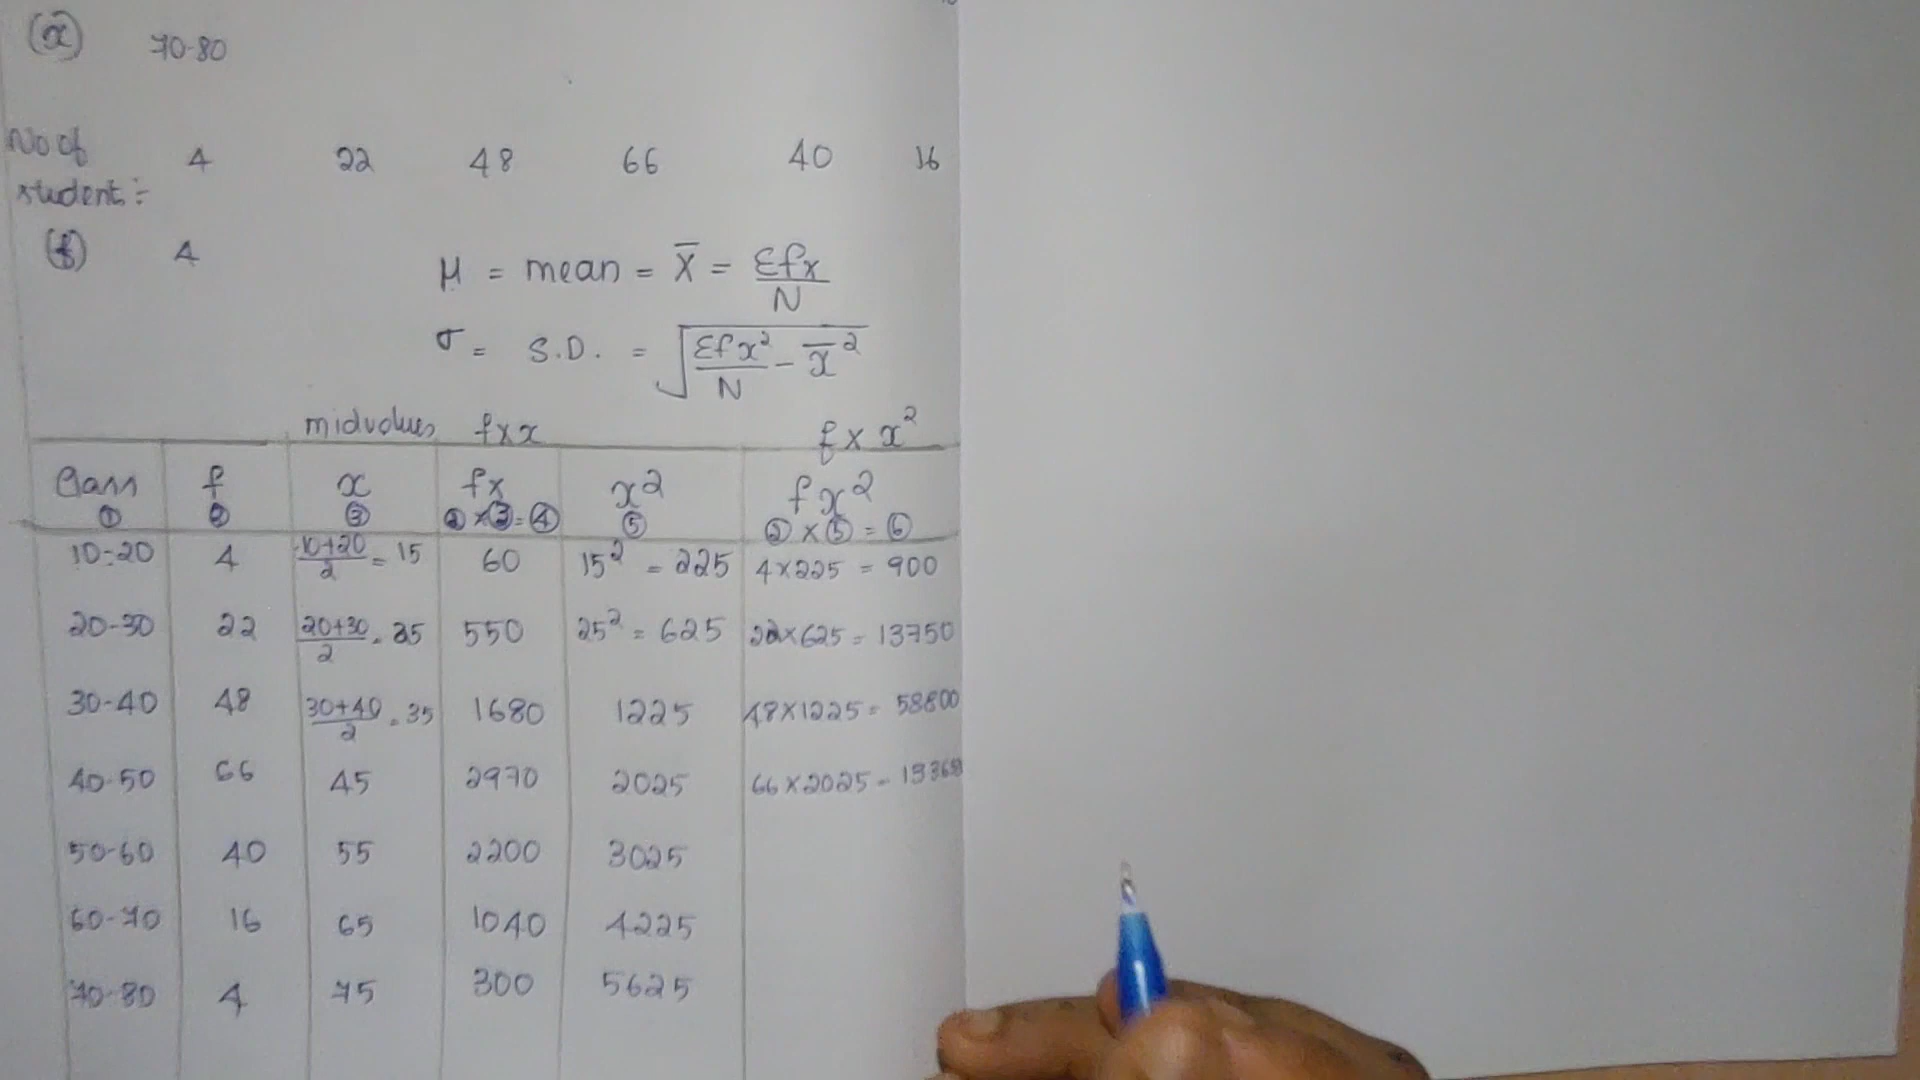 (x) 70-80
No of
student :- 4 22 48 66 40 16
(f) 4
μ = mean = X̄ = Σfx / N
σ = S.D. = √(Σfx² / N - x̄²)
midvalues f×x f×x²
Class f x fx x² fx²
① ② ③ ②×③=④ ⑤ ②×⑤=⑥
10-20 4 10+20/2 = 15 60 15² = 225 4×225 = 900
20-30 22 20+30/2 = 25 550 25² = 625 22×625 = 13750
30-40 48 30+40/2 = 35 1680 1225 48×1225 = 58800
40-50 66 45 2970 2025 66×2025 =
50-60 40 55 2200 3025
60-70 16 65 1040 4225
70-80 4 75 300 5625